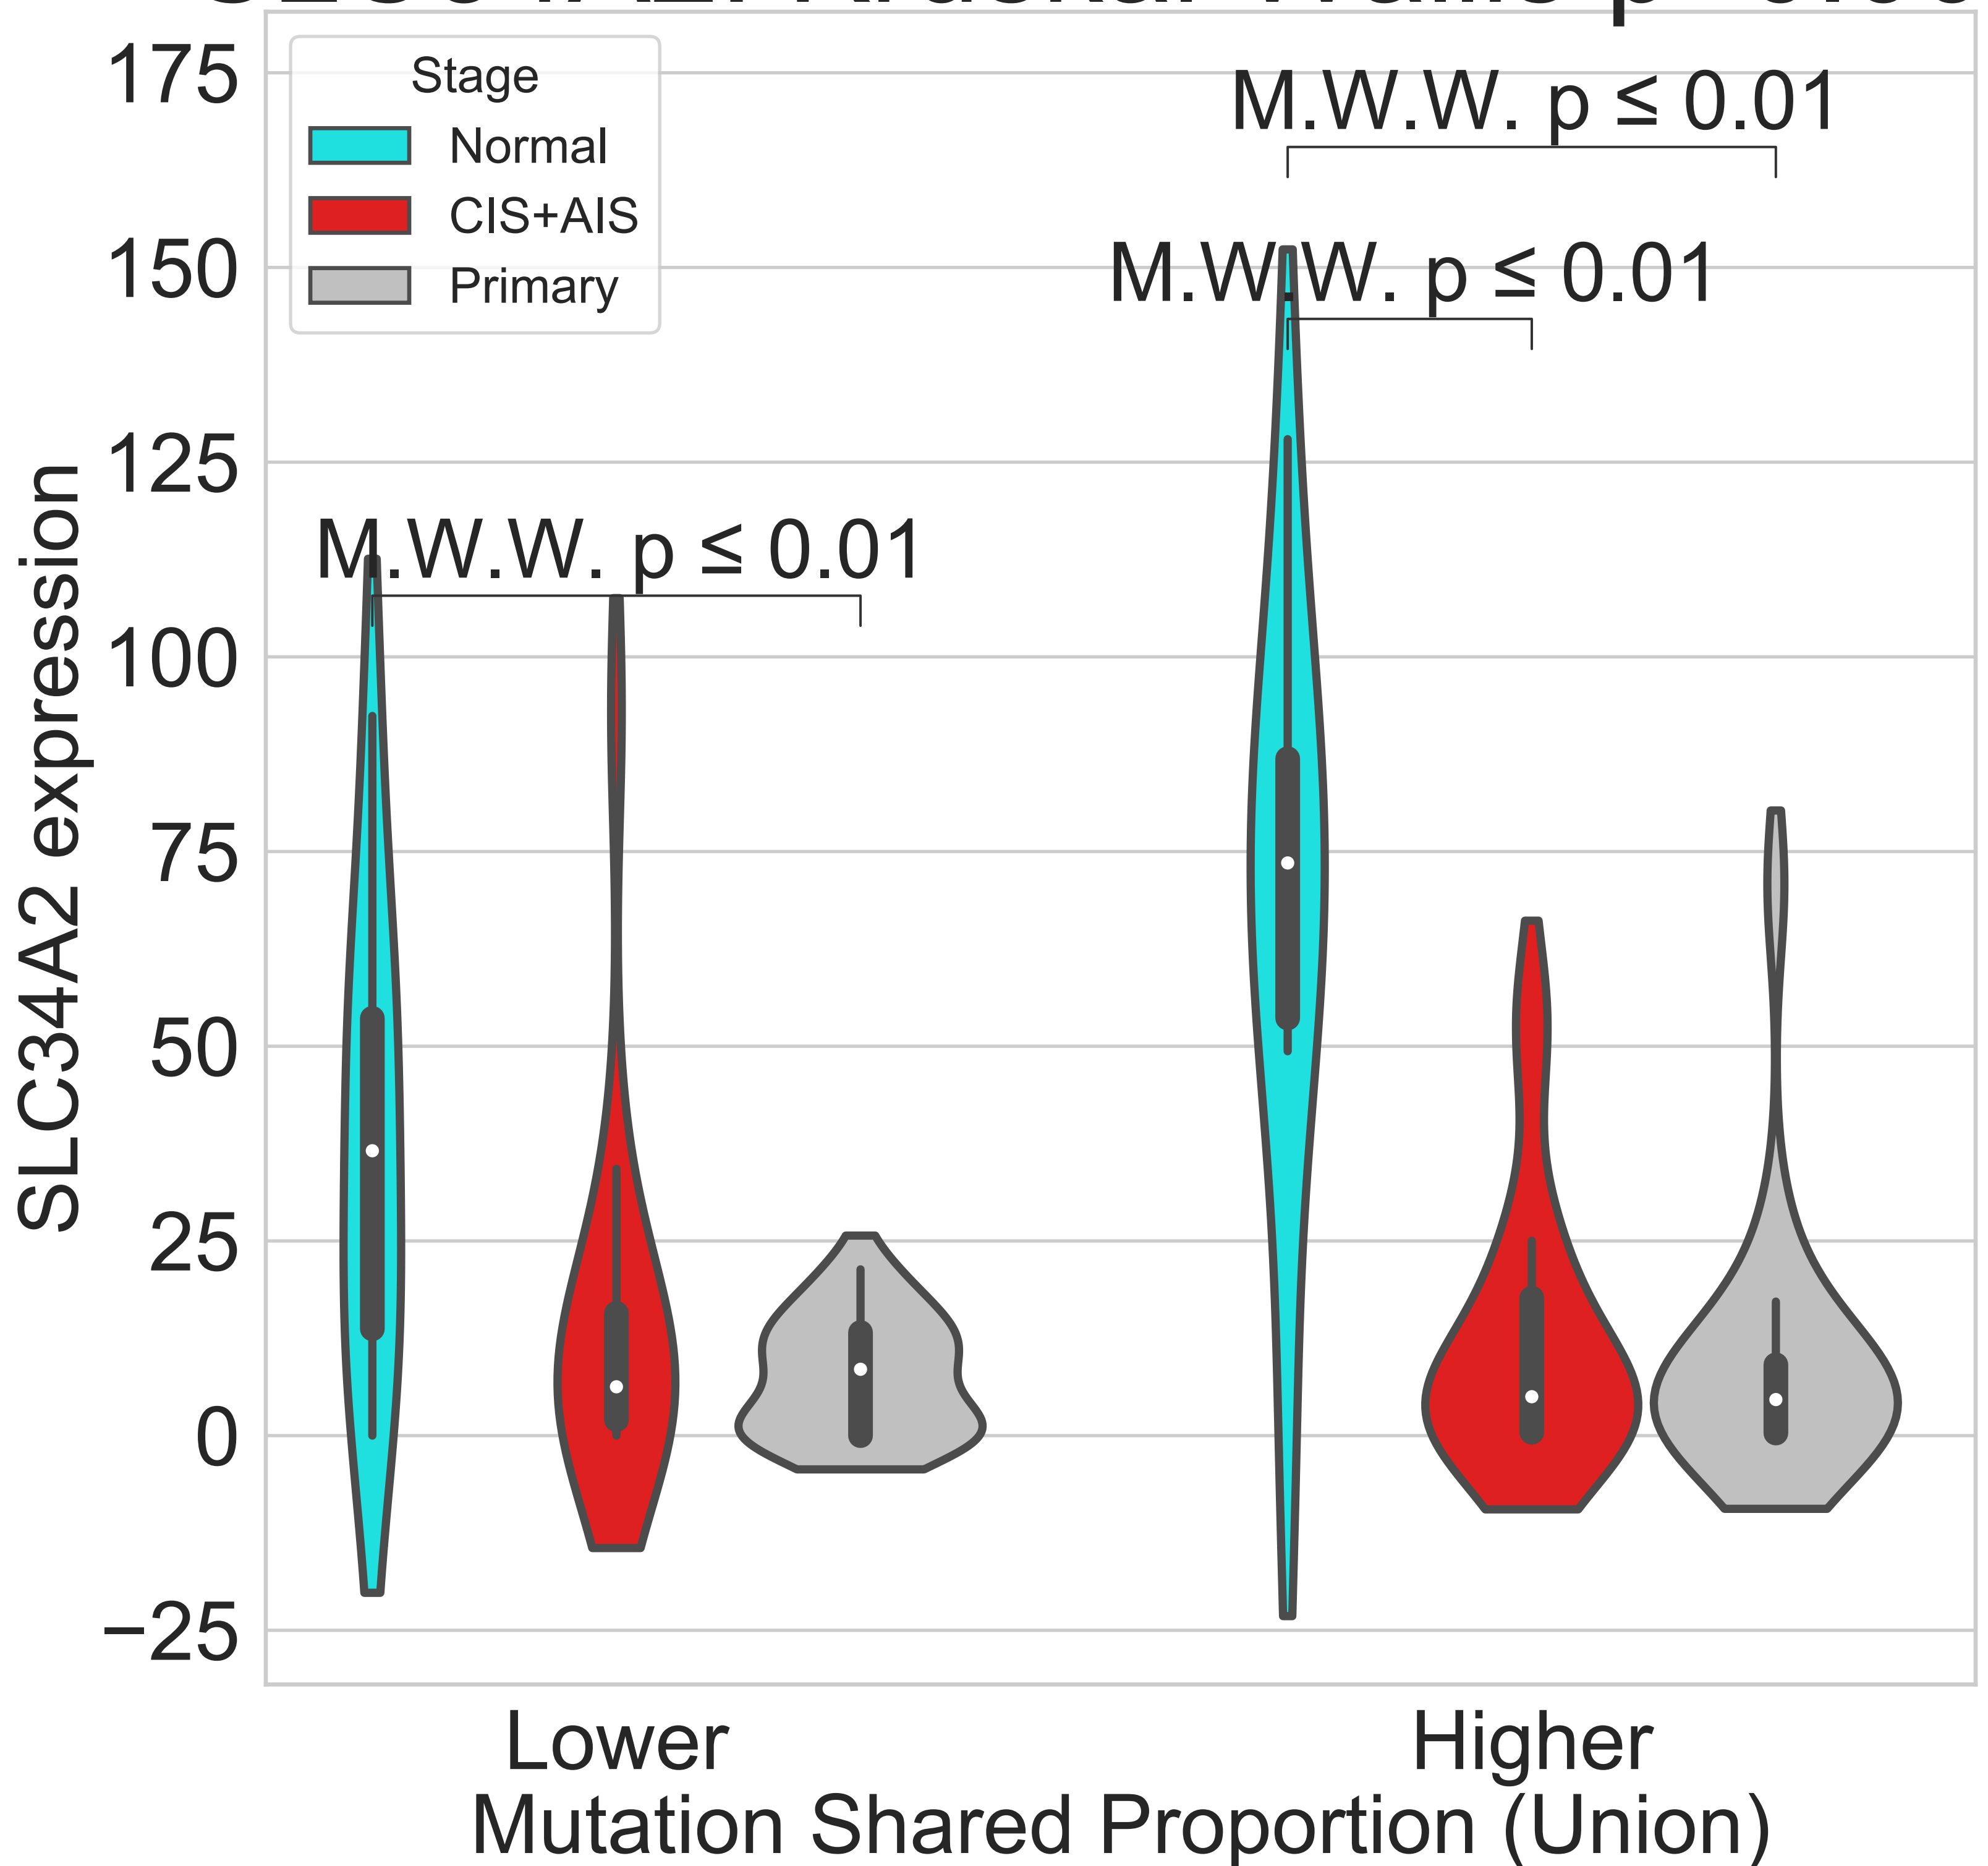 175
150
125
100
75
50
25
0
−25
SLC34A2 expression
Stage
Normal
CIS+AIS
Primary
M.W.W. p ≤ 0.01
M.W.W. p ≤ 0.01
M.W.W. p ≤ 0.01
Lower
Higher
Mutation Shared Proportion (Union)